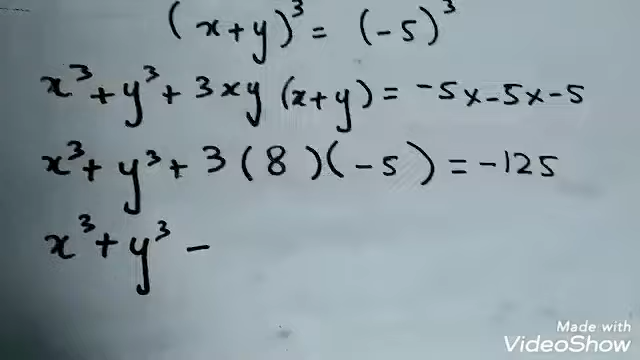 (x+y)³ = (-5)³
x³+y³+3xy(x+y) = -5x-5x-5
x³+y³+3(8)(-5) = -125
x³+y³ -
Made with
VideoShow